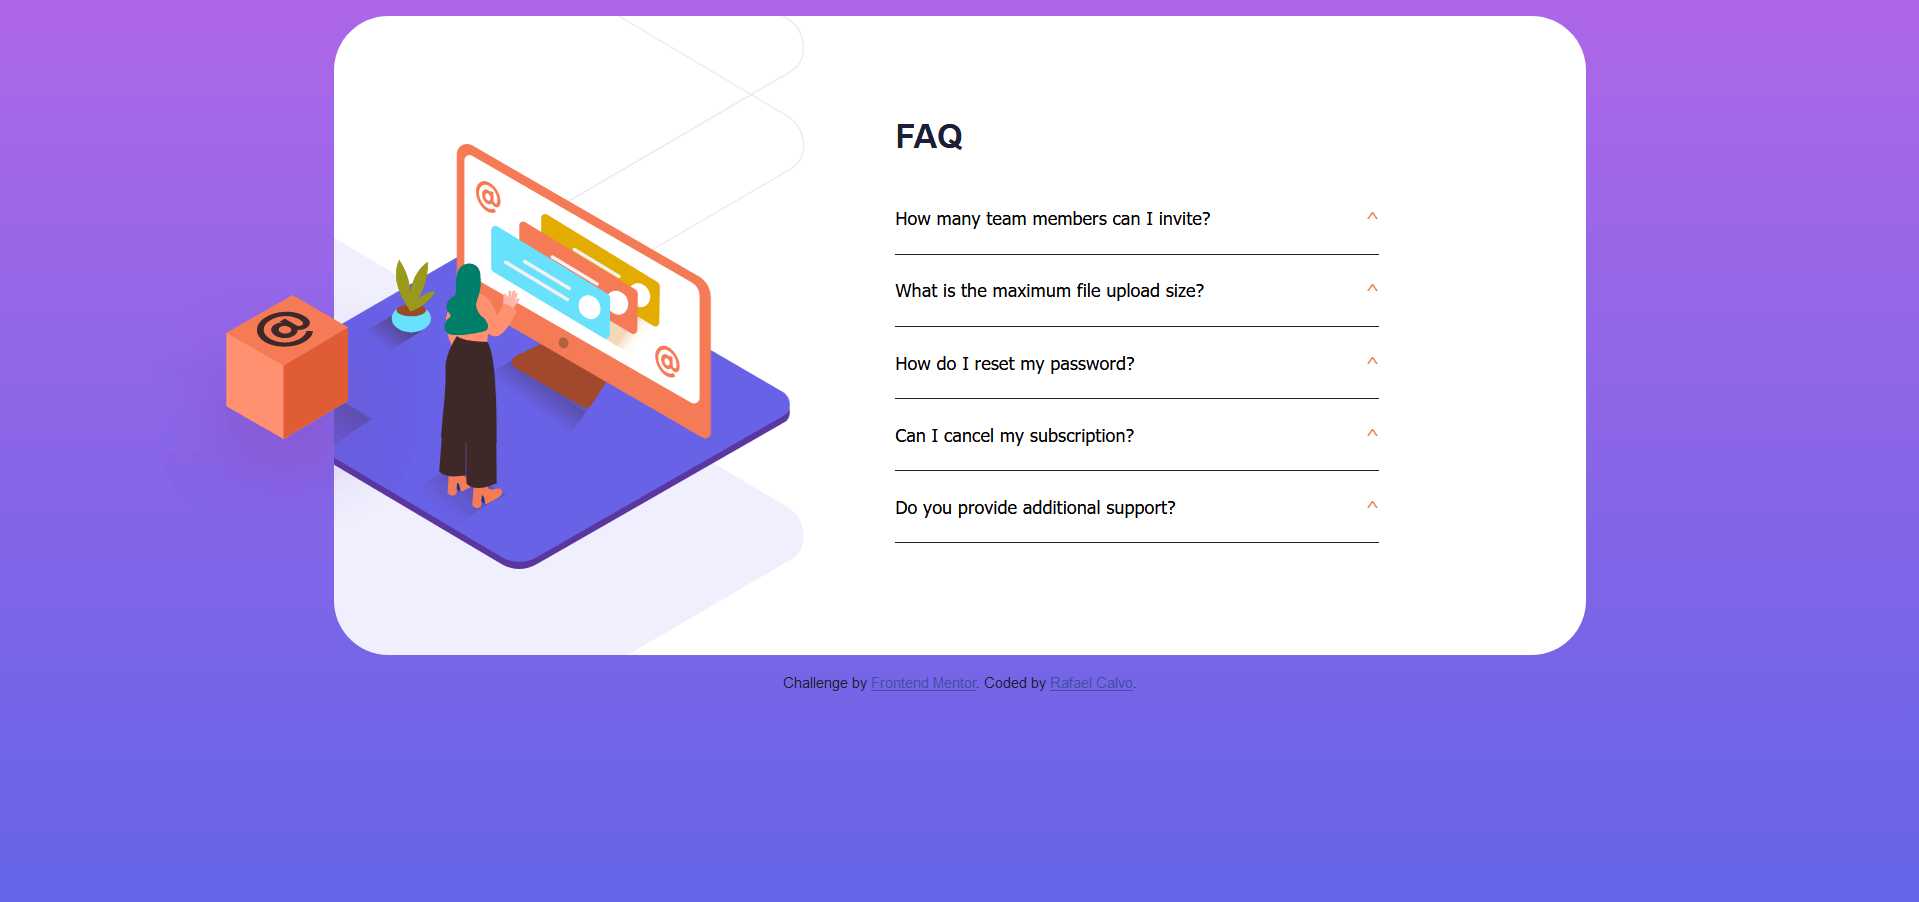 FAQ
How many team members can I invite?
What is the maximum file upload size?
How do I reset my password?
Can I cancel my subscription?
Do you provide additional support?
@
@
@
Challenge by Frontend Mentor. Coded by Rafael Calvo.